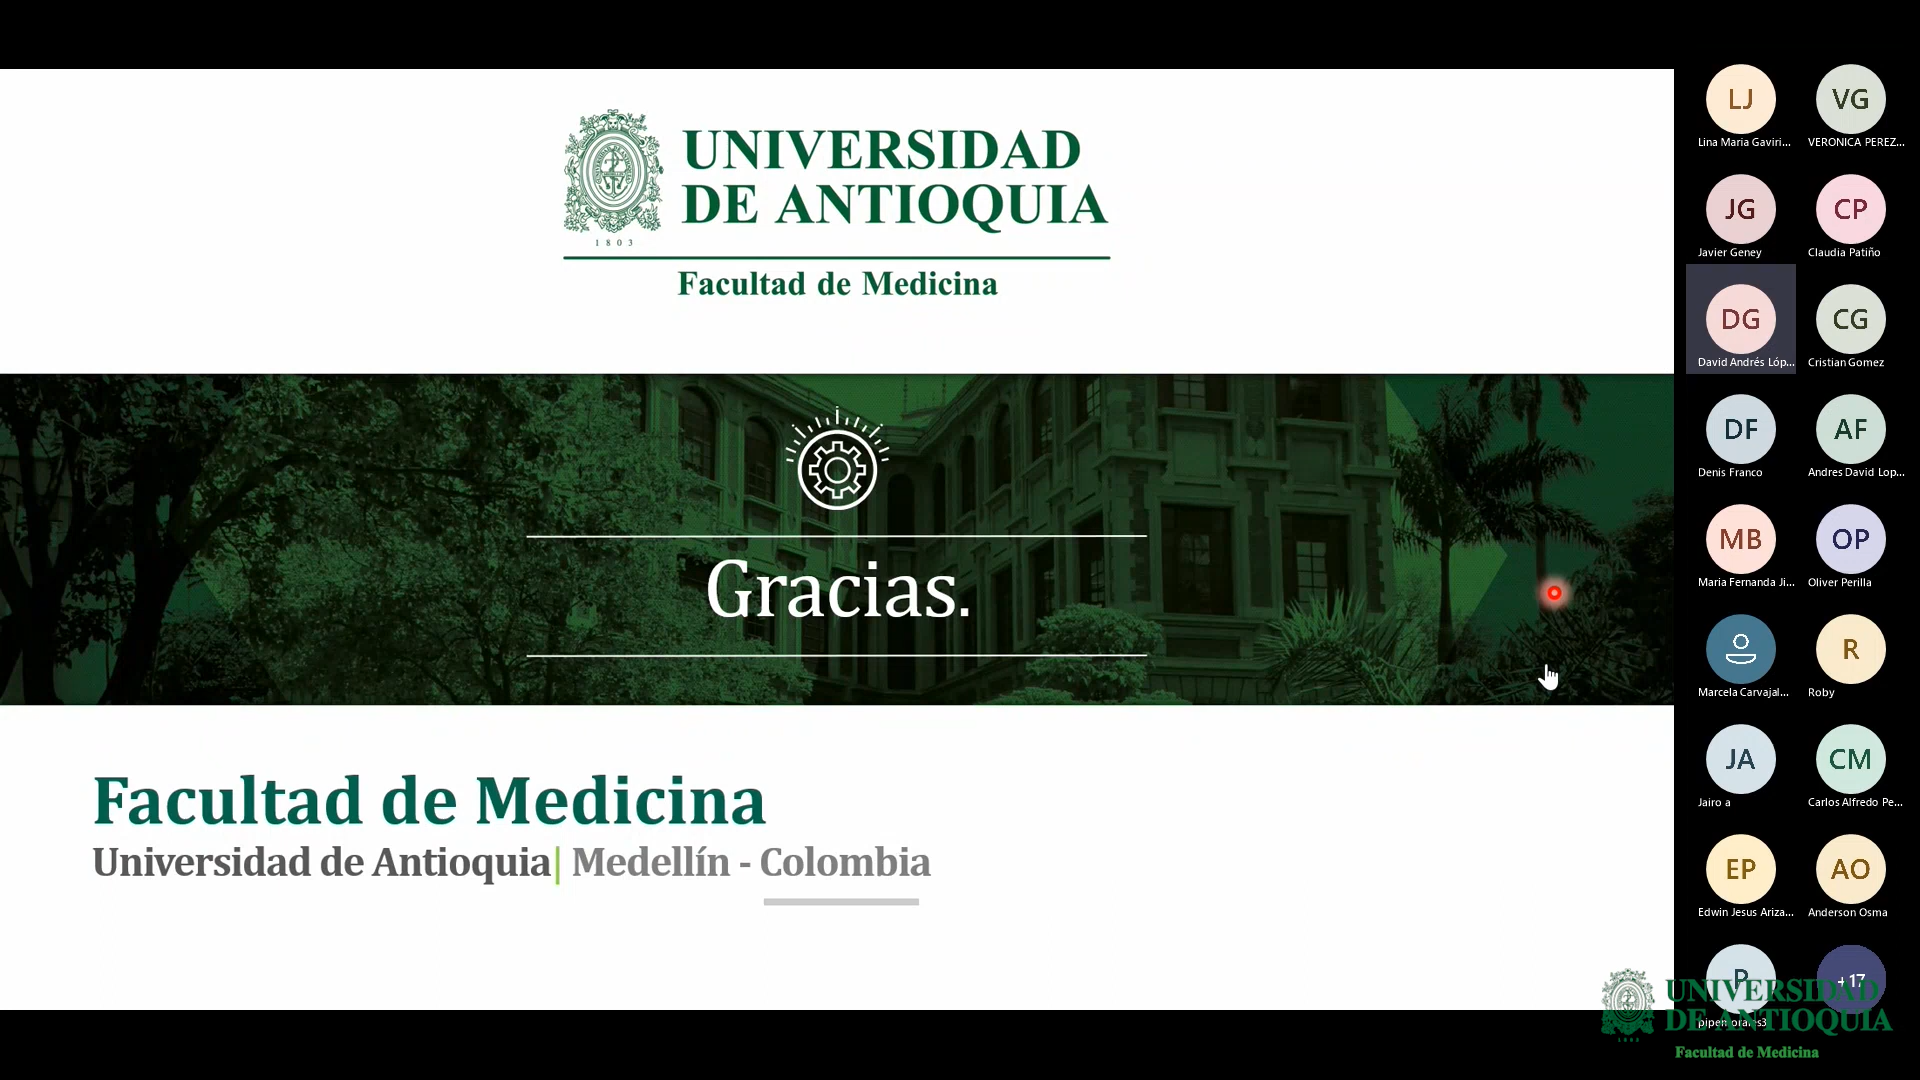 UNIVERSIDAD
DE ANTIOQUIA
1803
Facultad de Medicina
Gracias.
Facultad de Medicina
Universidad de Antioquia| Medellín - Colombia
LJ
Lina Maria Gaviri...
VG
VERONICA PEREZ...
JG
Javier Geney
CP
Claudia Patiño
DG
David Andrés Lóp...
CG
Cristian Gomez
DF
Denis Franco
AF
Andres David Lop...
MB
Maria Fernanda Ji...
OP
Oliver Perilla
Marcela Carvajal...
R
Roby
JA
Jairo a
CM
Carlos Alfredo Pe...
EP
Edwin Jesus Ariza...
AO
Anderson Osma
P
pipemorales3
+17
UNIVERSIDAD
DE ANTIOQUIA
1803
Facultad de Medicina